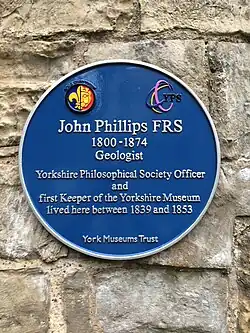 YPS
John Phillips FRS
1800-1874
Geologist
Yorkshire Philosophical Society Officer
and
first Keeper of the Yorkshire Museum
lived here between 1839 and 1853
York Museums Trust